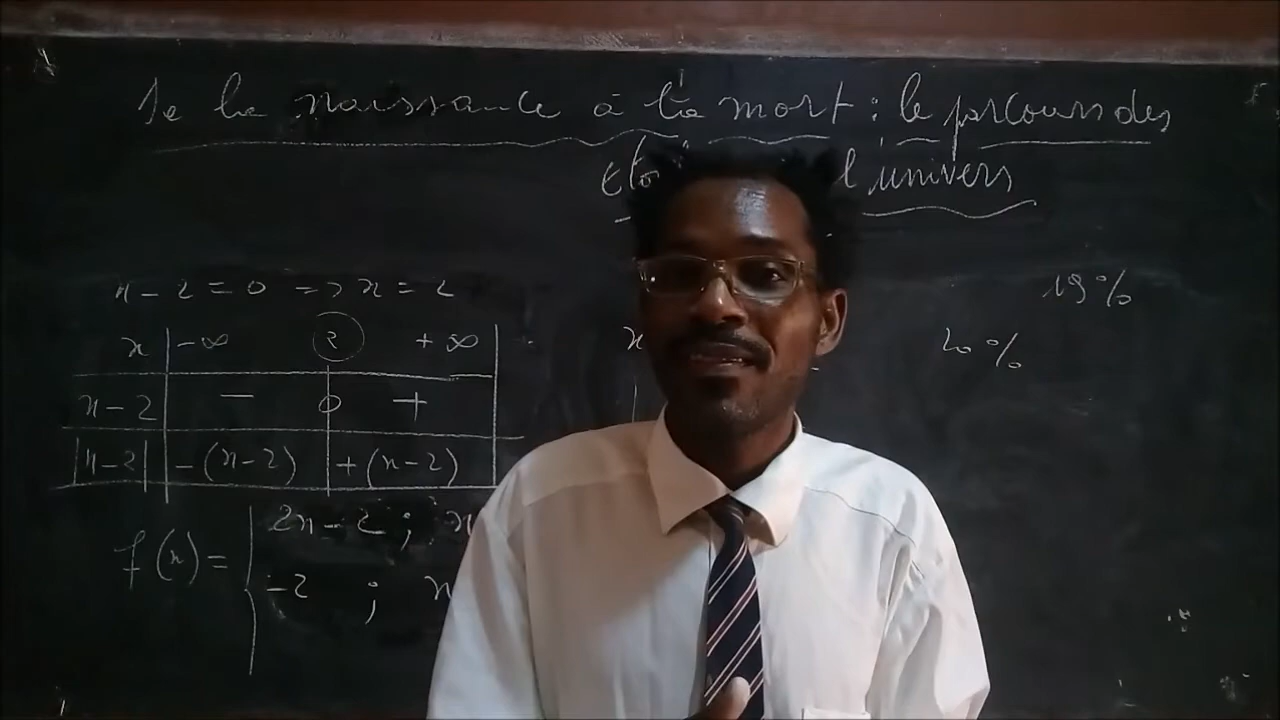 De la naissance à la mort : le parcours des
l'univers
x - 2 = 0 => x = 2
19%
x -∞ 2 +∞
20%
x - 2 - 0 +
|x-2| -(x-2) +(x-2)
2x - 2 ; x
f(x) =
-2 ; x